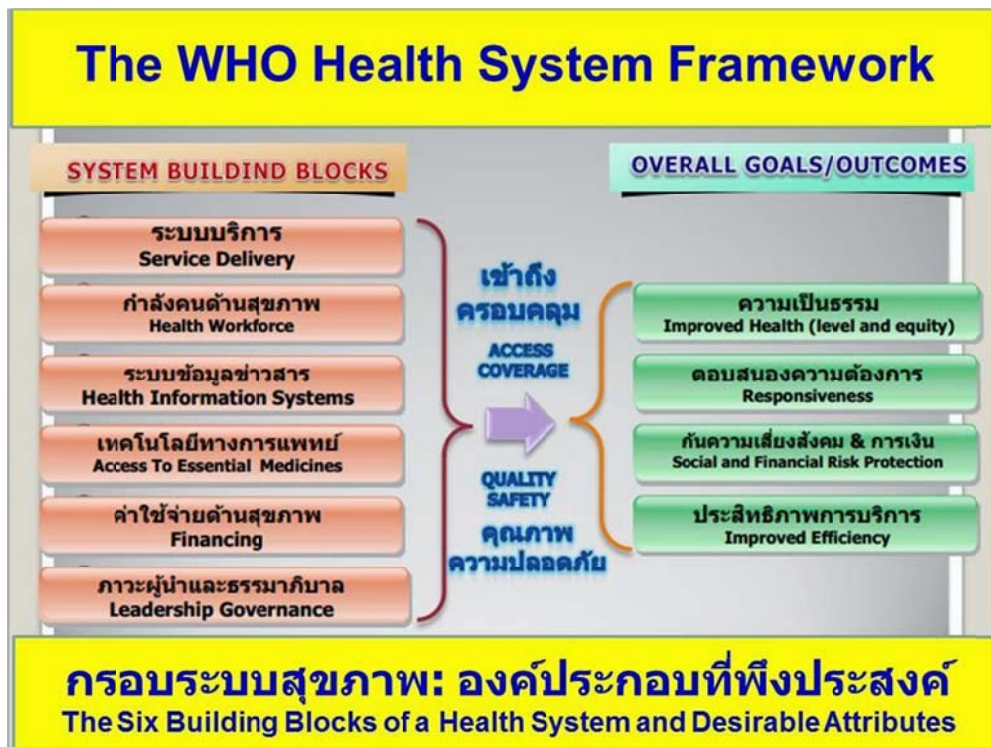 The WHO Health System Framework
SYSTEM BUILDIND BLOCKS
ระบบบริการ
Service Delivery
กำลังคนด้านสุขภาพ
Health Workforce
ระบบข้อมูลข่าวสาร
Health Information Systems
เทคโนโลยีทางการแพทย์
Access To Essential Medicines
ค่าใช้จ่ายด้านสุขภาพ
Financing
ภาวะผู้นำและธรรมาภิบาล
Leadership Governance
เข้าถึง
ครอบคลุม
ACCESS
COVERAGE
QUALITY
SAFETY
คุณภาพ
ความปลอดภัย
OVERALL GOALS/OUTCOMES
ความเป็นธรรม
Improved Health (level and equity)
ตอบสนองความต้องการ
Responsiveness
กันความเสี่ยงสังคม & การเงิน
Social and Financial Risk Protection
ประสิทธิภาพการบริการ
Improved Efficiency
กรอบระบบสุขภาพ: องค์ประกอบที่พึงประสงค์
The Six Building Blocks of a Health System and Desirable Attributes